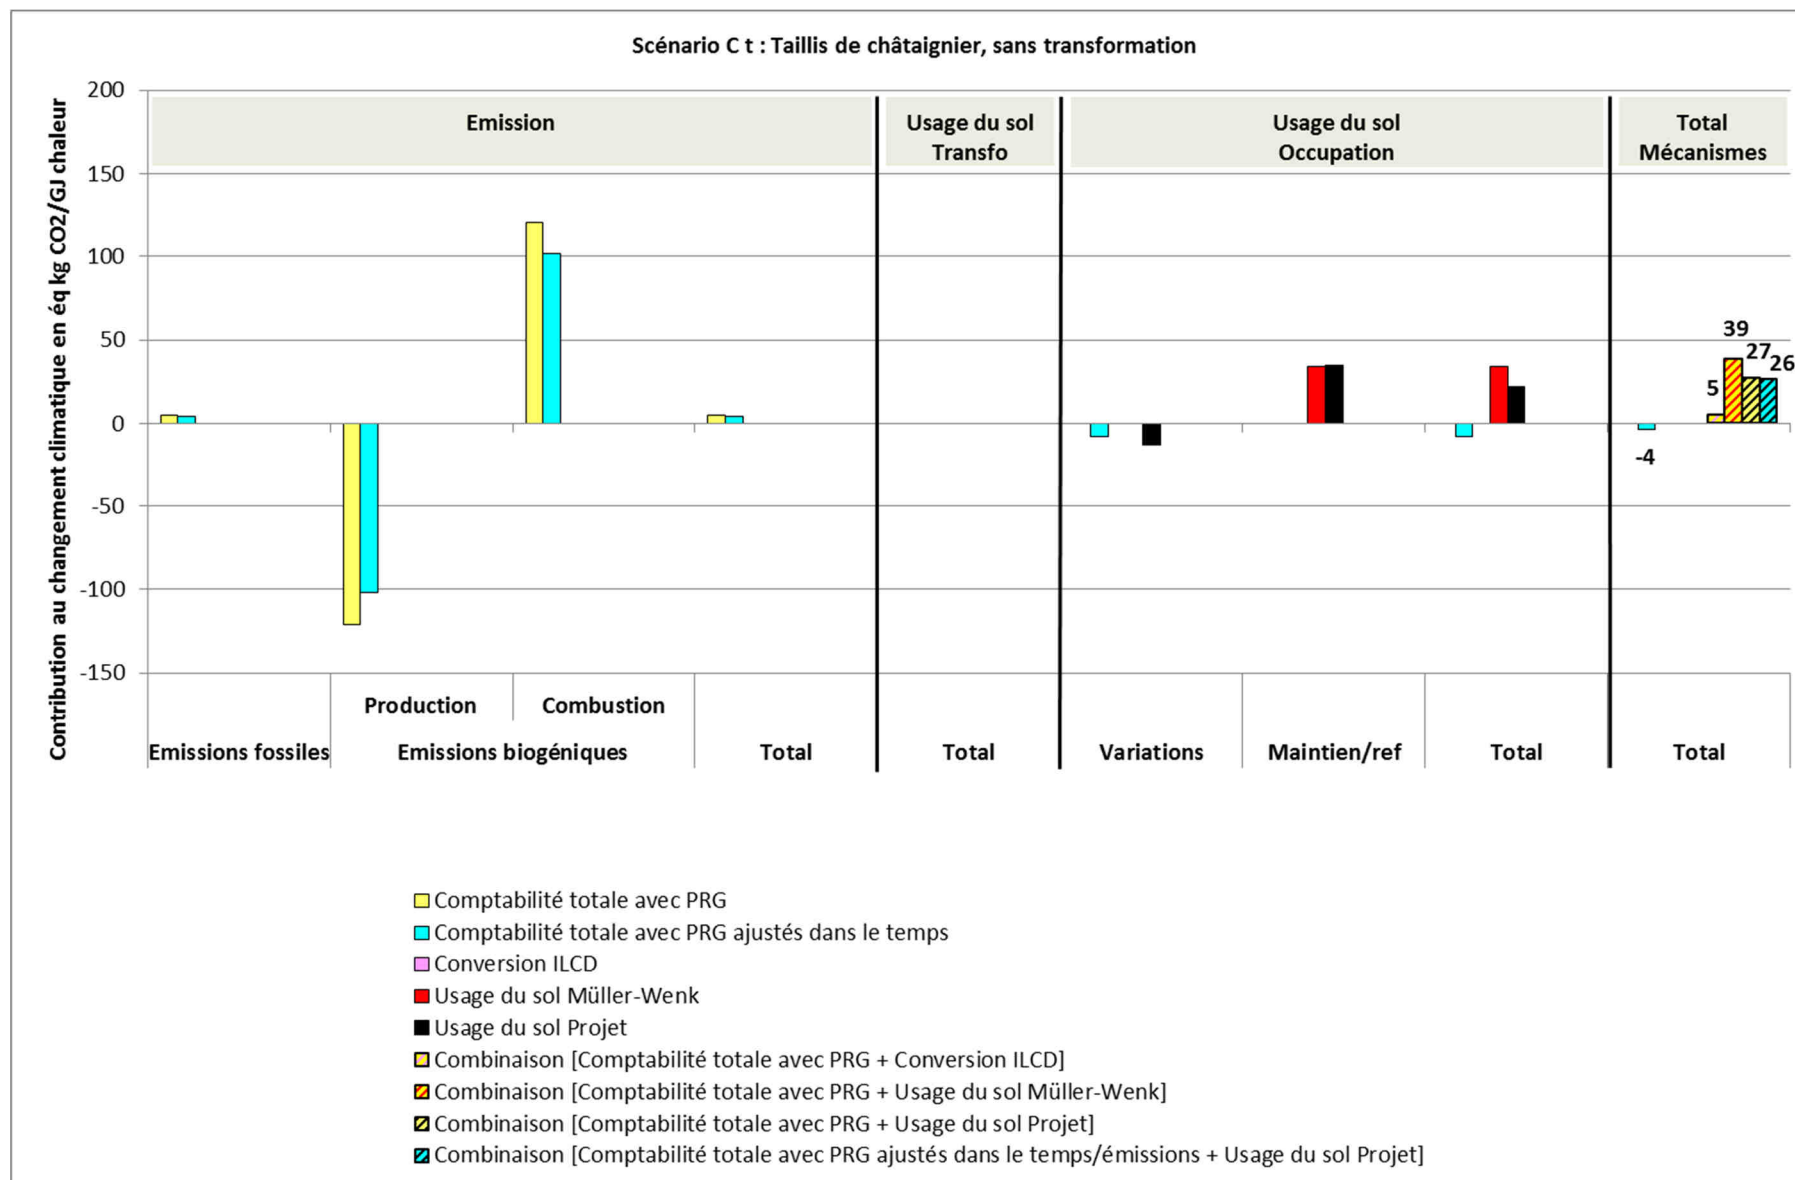 Scénario C t : Taillis de châtaignier, sans transformation
Contribution au changement climatique en éq kg CO2/GJ chaleur
200
150
100
50
0
-50
-100
-150
Emission
Usage du sol
Transfo
Usage du sol
Occupation
Total
Mécanismes
39
27
26
5
-4
Production
Combustion
Emissions fossiles
Emissions biogéniques
Total
Total
Variations
Maintien/ref
Total
Total
Comptabilité totale avec PRG
Comptabilité totale avec PRG ajustés dans le temps
Conversion ILCD
Usage du sol Müller-Wenk
Usage du sol Projet
Combinaison [Comptabilité totale avec PRG + Conversion ILCD]
Combinaison [Comptabilité totale avec PRG + Usage du sol Müller-Wenk]
Combinaison [Comptabilité totale avec PRG + Usage du sol Projet]
Combinaison [Comptabilité totale avec PRG ajustés dans le temps/émissions + Usage du sol Projet]